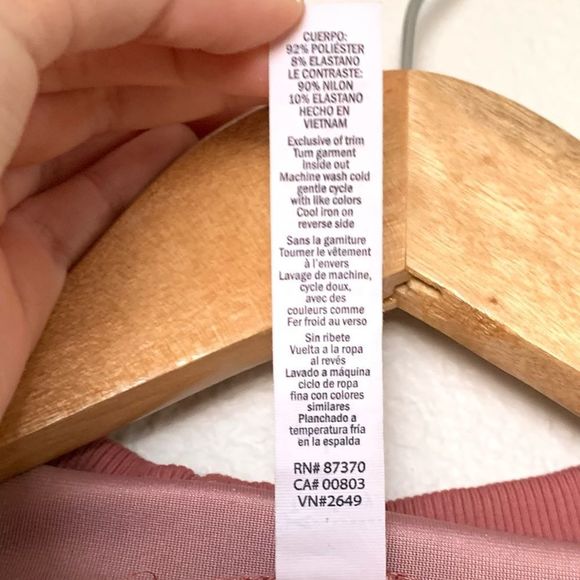 CUERPO:
92% POLIÉSTER
8% ELASTANO
LE CONTRASTE:
90% NILON
10% ELASTANO
HECHO EN
VIETNAM
Exclusive of trim
Turn garment
inside out
Machine wash cold
gentle cycle
with like colors
Cool iron on
reverse side
Sans la garniture
Tourner le vêtement
à l'envers
Lavage de machine,
cycle doux,
avec des
couleurs comme
Fer froid au verso
Sin ribete
Vuelta a la ropa
al revés
Lavado a máquina
ciclo de ropa
fina con colores
similares
Planchado a
temperatura fría
en la espalda
RN# 87370
CA# 00803
VN#2649